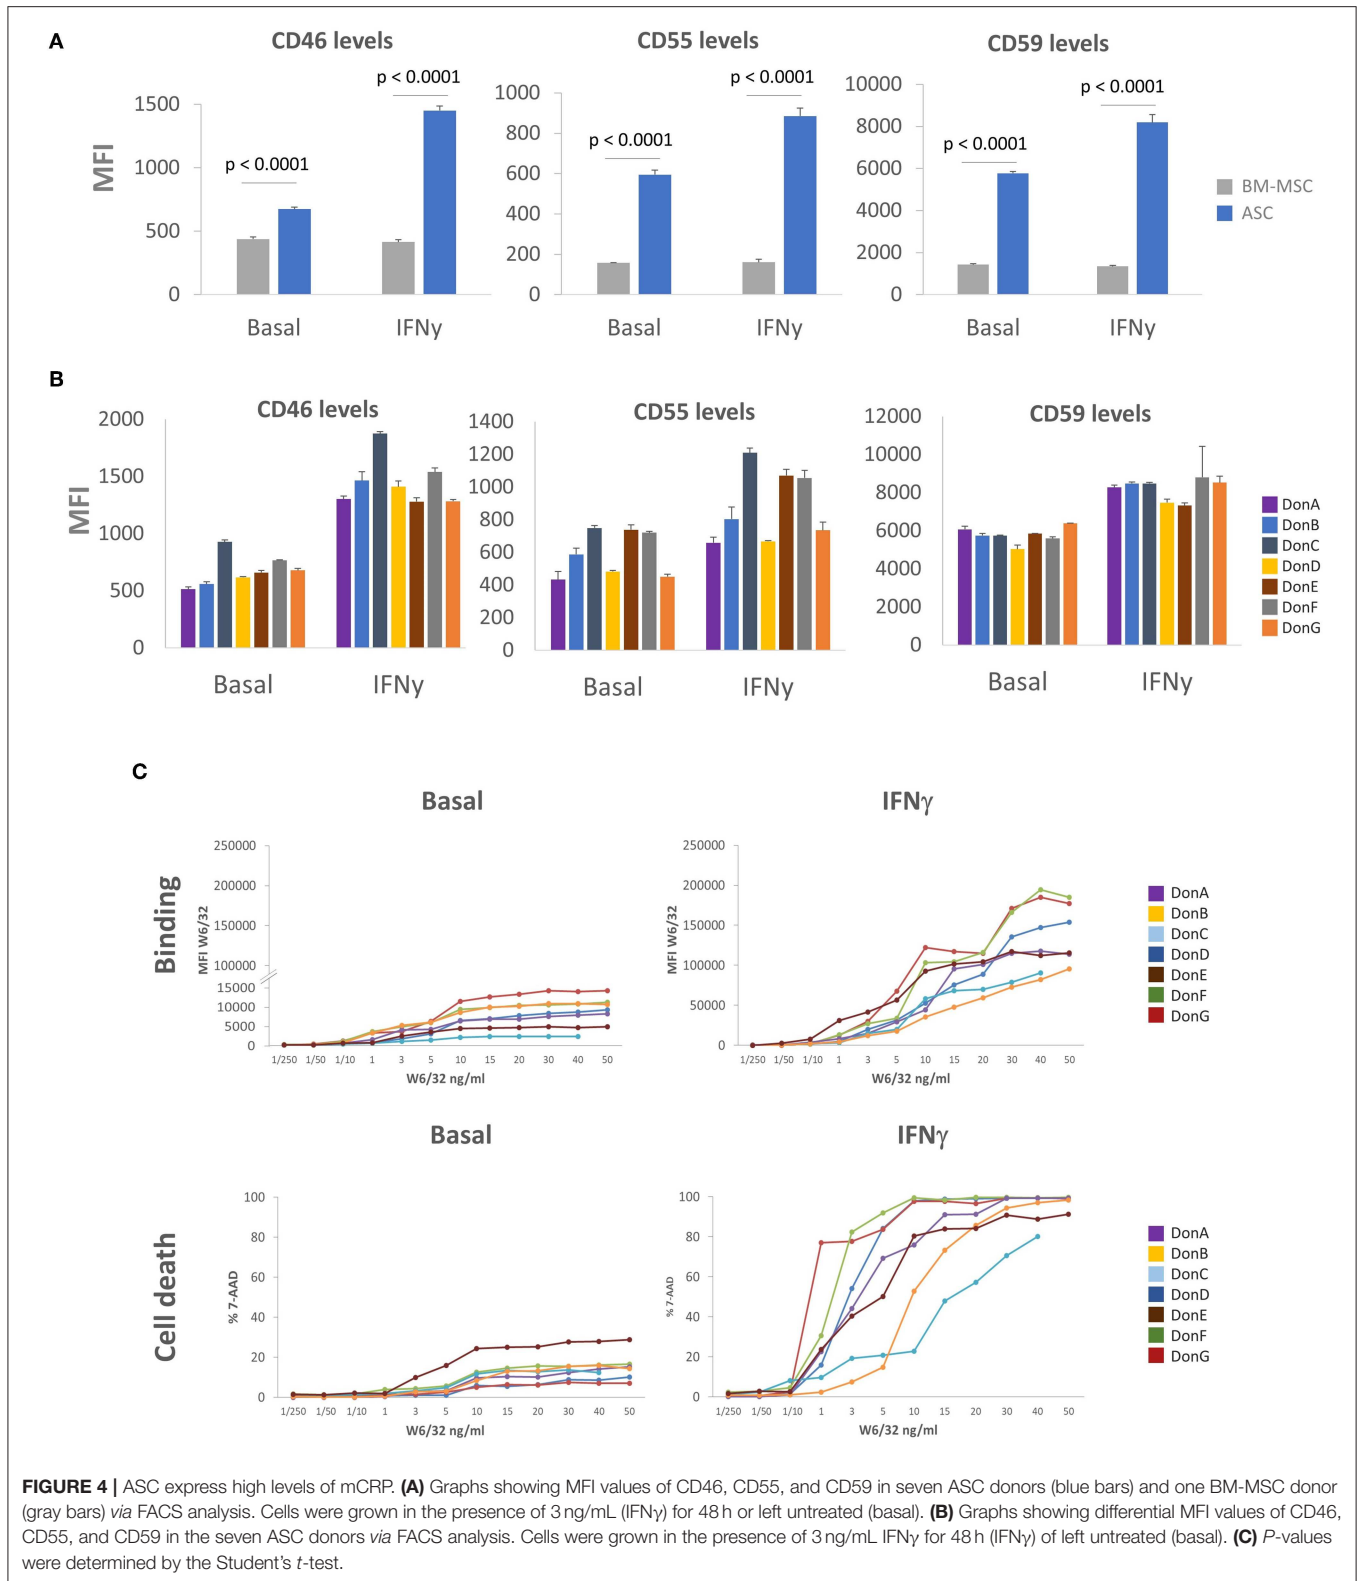 A
CD46 levels
CD55 levels
CD59 levels
p < 0.0001
p < 0.0001
p < 0.0001
p < 0.0001
p < 0.0001
p < 0.0001
MFI
1500
1000
500
0
1000
800
600
400
200
0
10000
8000
6000
4000
2000
0
BM-MSC
ASC
Basal
IFNy
Basal
IFNy
Basal
IFNy
B
CD46 levels
CD55 levels
CD59 levels
MFI
2000
1500
1000
500
0
1400
1200
1000
800
600
400
200
0
12000
10000
8000
6000
4000
2000
0
DonA
DonB
DonC
DonD
DonE
DonF
DonG
Basal
IFNy
Basal
IFNy
Basal
IFNy
C
Basal
IFNγ
Binding
MFI W6/32
250000
200000
150000
100000
15000
10000
5000
0
1/250 1/50 1/10 1 3 5 10 15 20 30 40 50
W6/32 ng/ml
MFI W6/32
250000
200000
150000
100000
50000
0
1/250 1/50 1/10 1 3 5 10 15 20 30 40 50
W6/32 ng/ml
DonA
DonB
DonC
DonD
DonE
DonF
DonG
Basal
IFNγ
Cell death
% 7-AAD
100
80
60
40
20
0
1/250 1/50 1/10 1 3 5 10 15 20 30 40 50
W6/32 ng/ml
% 7-AAD
100
80
60
40
20
0
1/250 1/50 1/10 1 3 5 10 15 20 30 40 50
W6/32 ng/ml
DonA
DonB
DonC
DonD
DonE
DonF
DonG
FIGURE 4 | ASC express high levels of mCRP. (A) Graphs showing MFI values of CD46, CD55, and CD59 in seven ASC donors (blue bars) and one BM-MSC donor
(gray bars) via FACS analysis. Cells were grown in the presence of 3 ng/mL (IFNγ) for 48 h or left untreated (basal). (B) Graphs showing differential MFI values of CD46,
CD55, and CD59 in the seven ASC donors via FACS analysis. Cells were grown in the presence of 3 ng/mL IFNγ for 48 h (IFNγ) of left untreated (basal). (C) P-values
were determined by the Student's t-test.